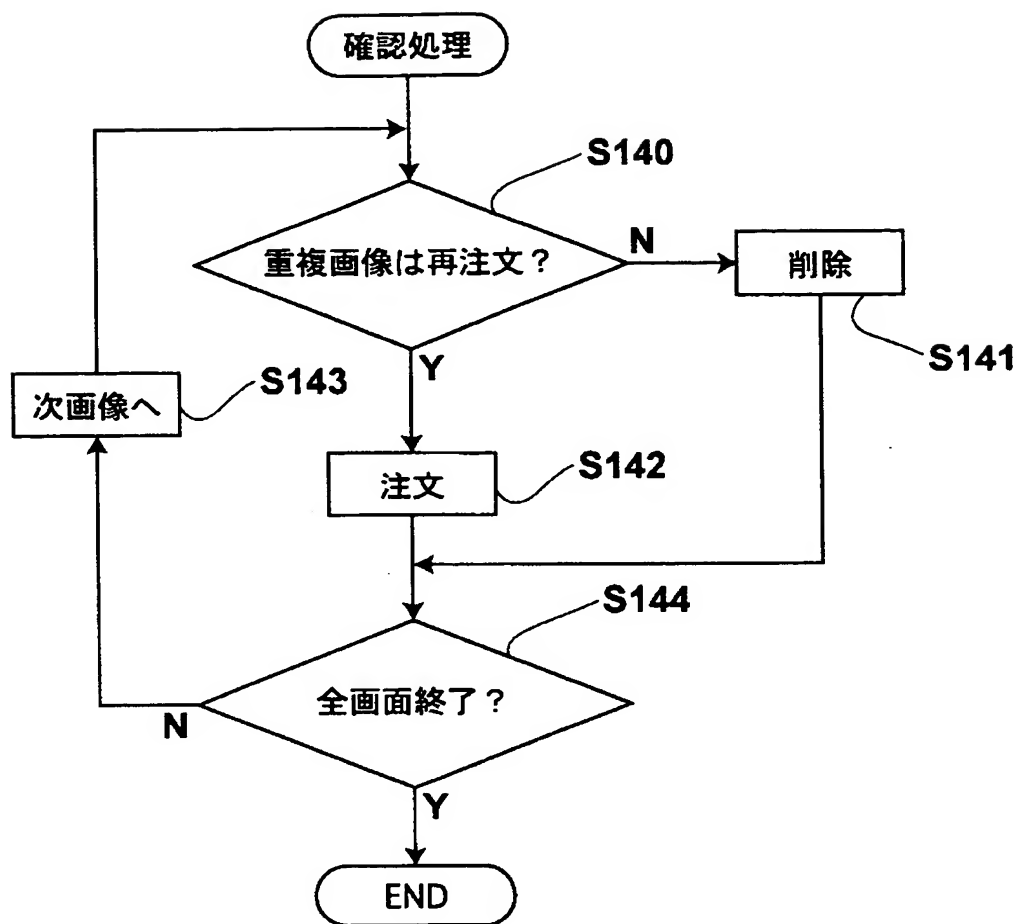 確認処理
S140
重複画像は再注文？
N
削除
S141
Y
次画像へ
S143
注文
S142
S144
全画面終了？
N
Y
END